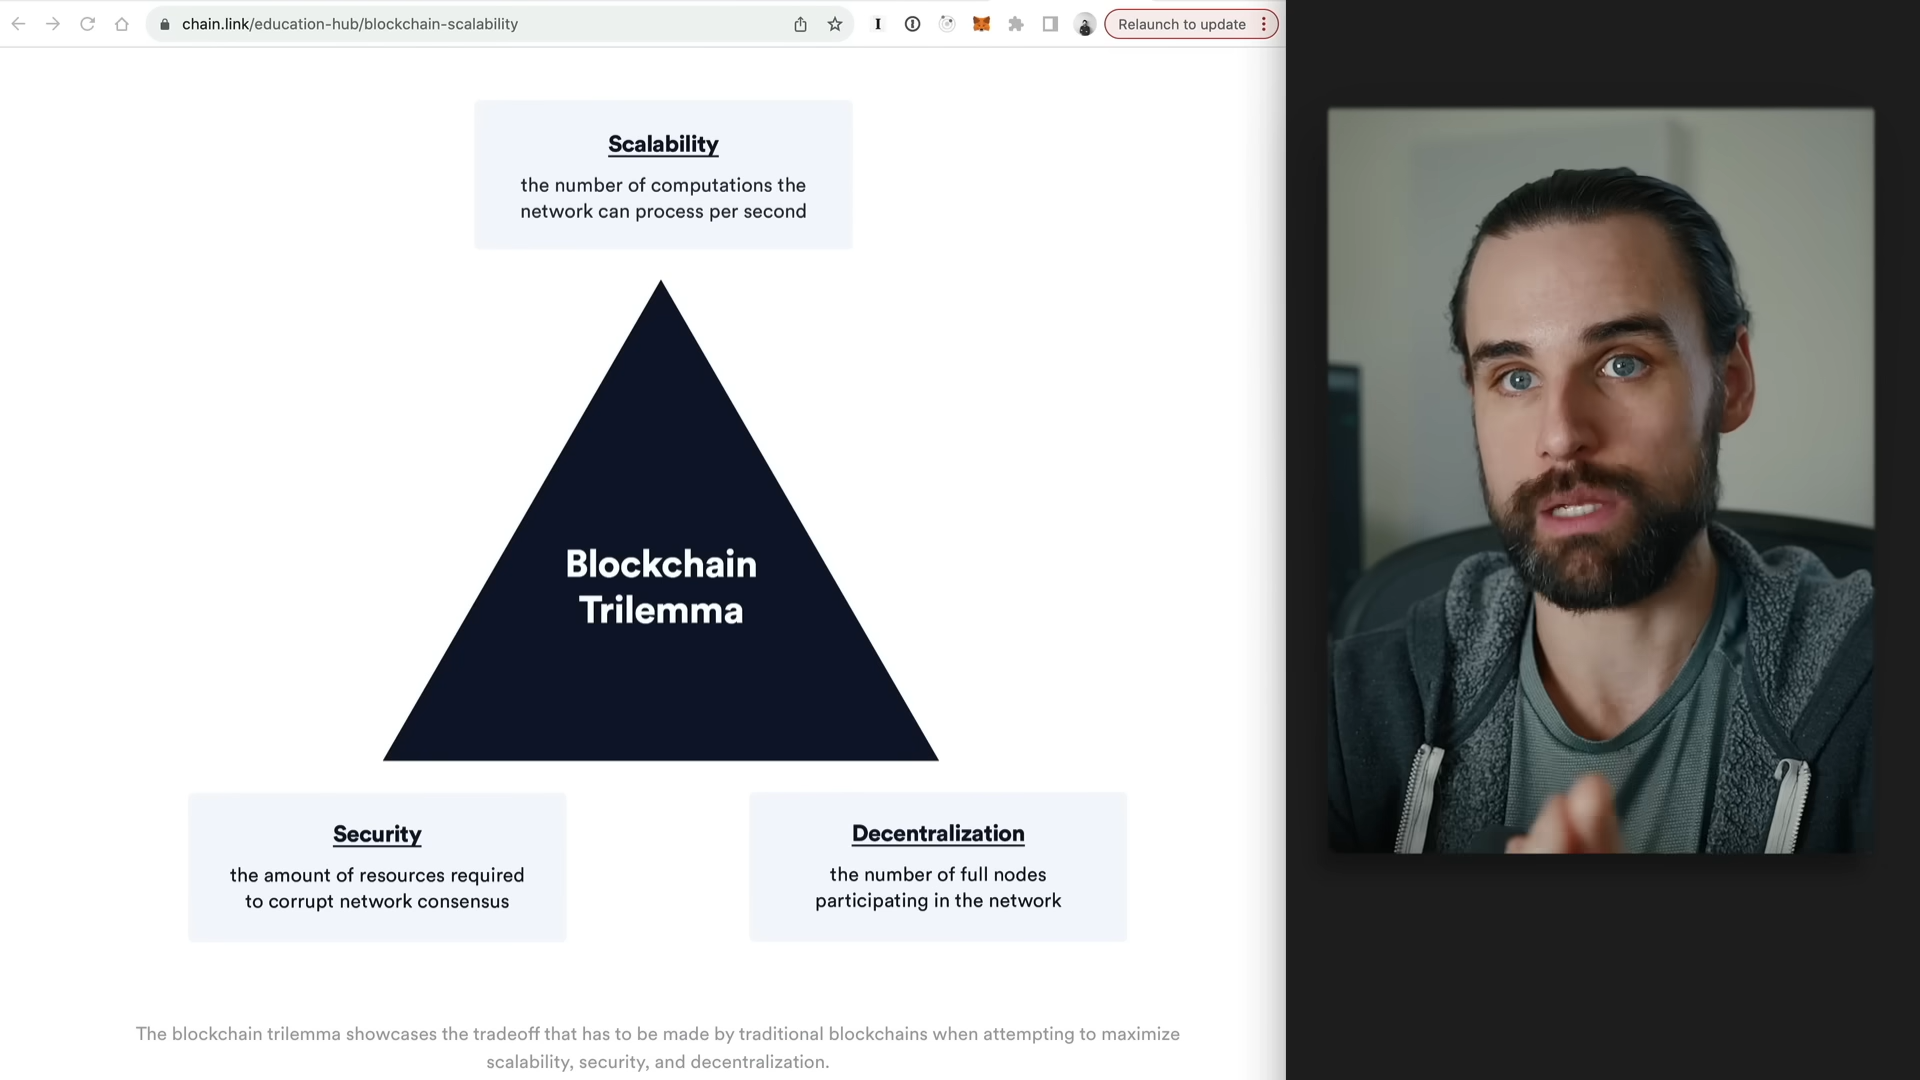 chain.link/education-hub/blockchain-scalability
Relaunch to update
Scalability
the number of computations the
network can process per second
Blockchain
Trilemma
Security
the amount of resources required
to corrupt network consensus
Decentralization
the number of full nodes
participating in the network
The blockchain trilemma showcases the tradeoff that has to be made by traditional blockchains when attempting to maximize
scalability, security, and decentralization.